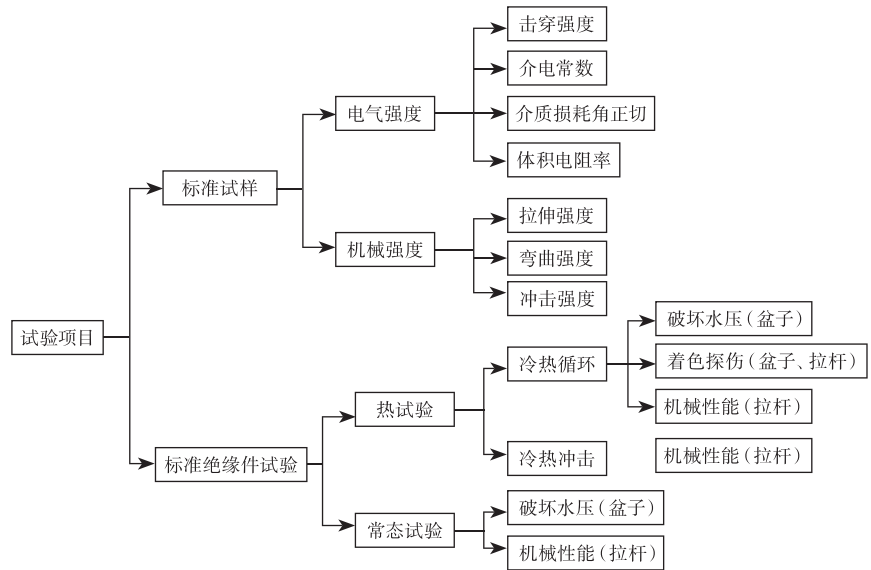 试验项目
标准试样
电气强度
击穿强度
介电常数
介质损耗角正切
体积电阻率
机械强度
拉伸强度
弯曲强度
冲击强度
标准绝缘件试验
热试验
冷热循环
破坏水压(盆子)
着色探伤(盆子、拉杆)
机械性能(拉杆)
冷热冲击
机械性能(拉杆)
常态试验
破坏水压(盆子)
机械性能(拉杆)